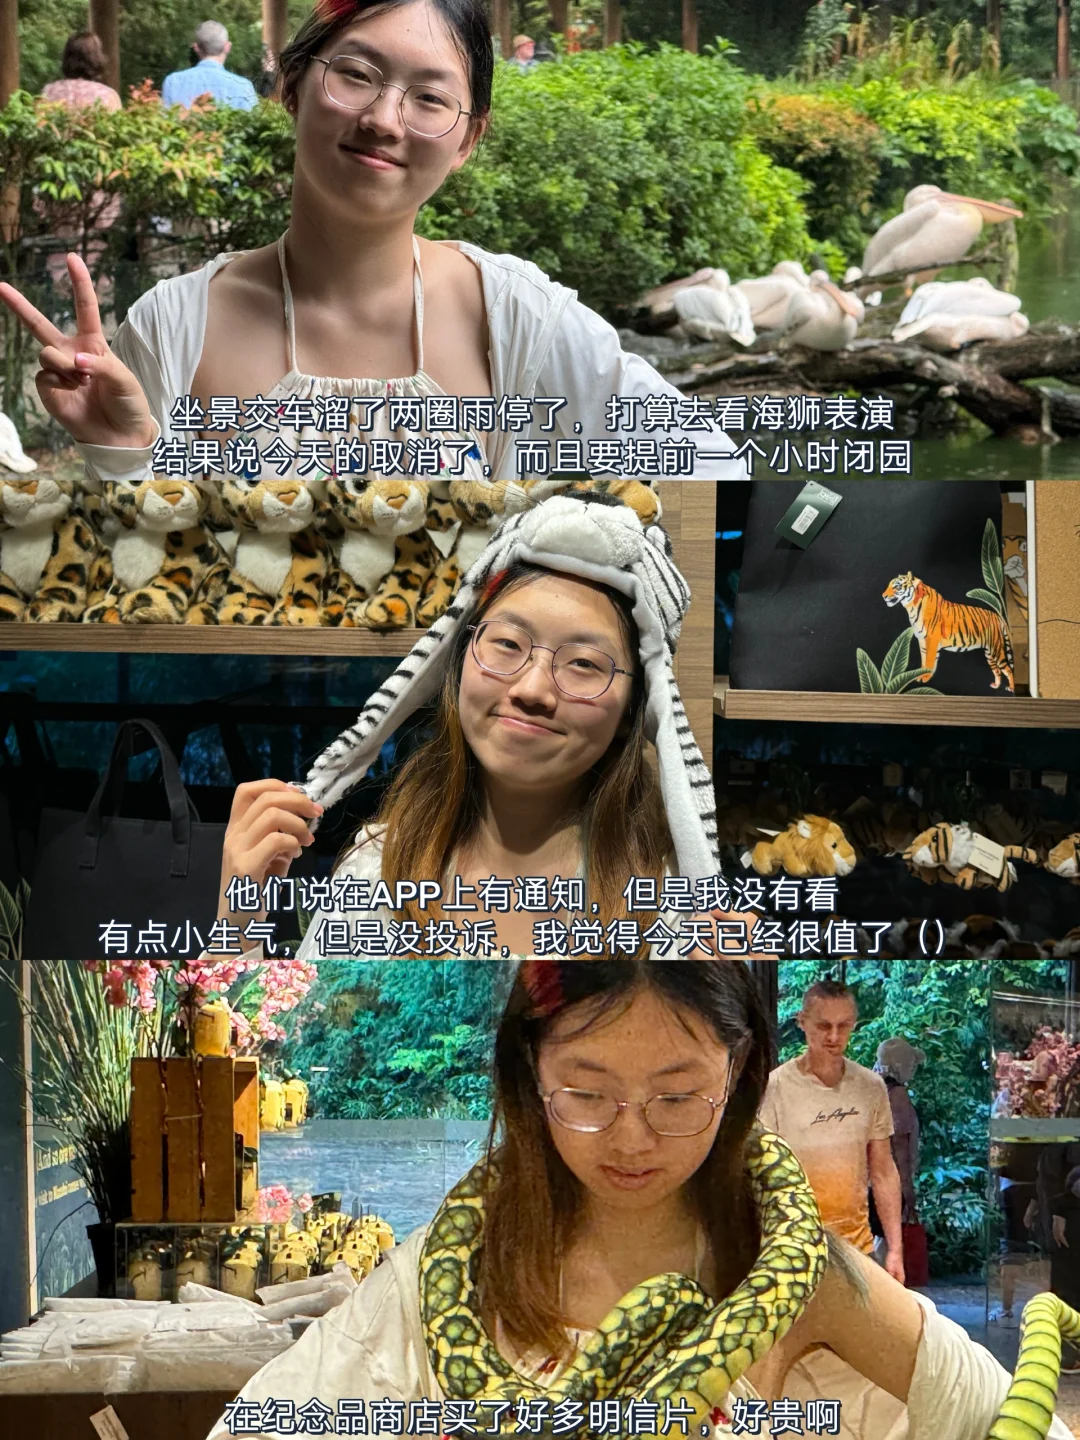 坐景交车溜了两圈雨停了，打算去看海狮表演
结果说今天的取消了，而且要提前一个小时闭园
他们说在APP上有通知，但是我没有看
有点小生气，但是没投诉，我觉得今天已经很值了（）
Los Angeles
在纪念品商店买了好多明信片，好贵啊